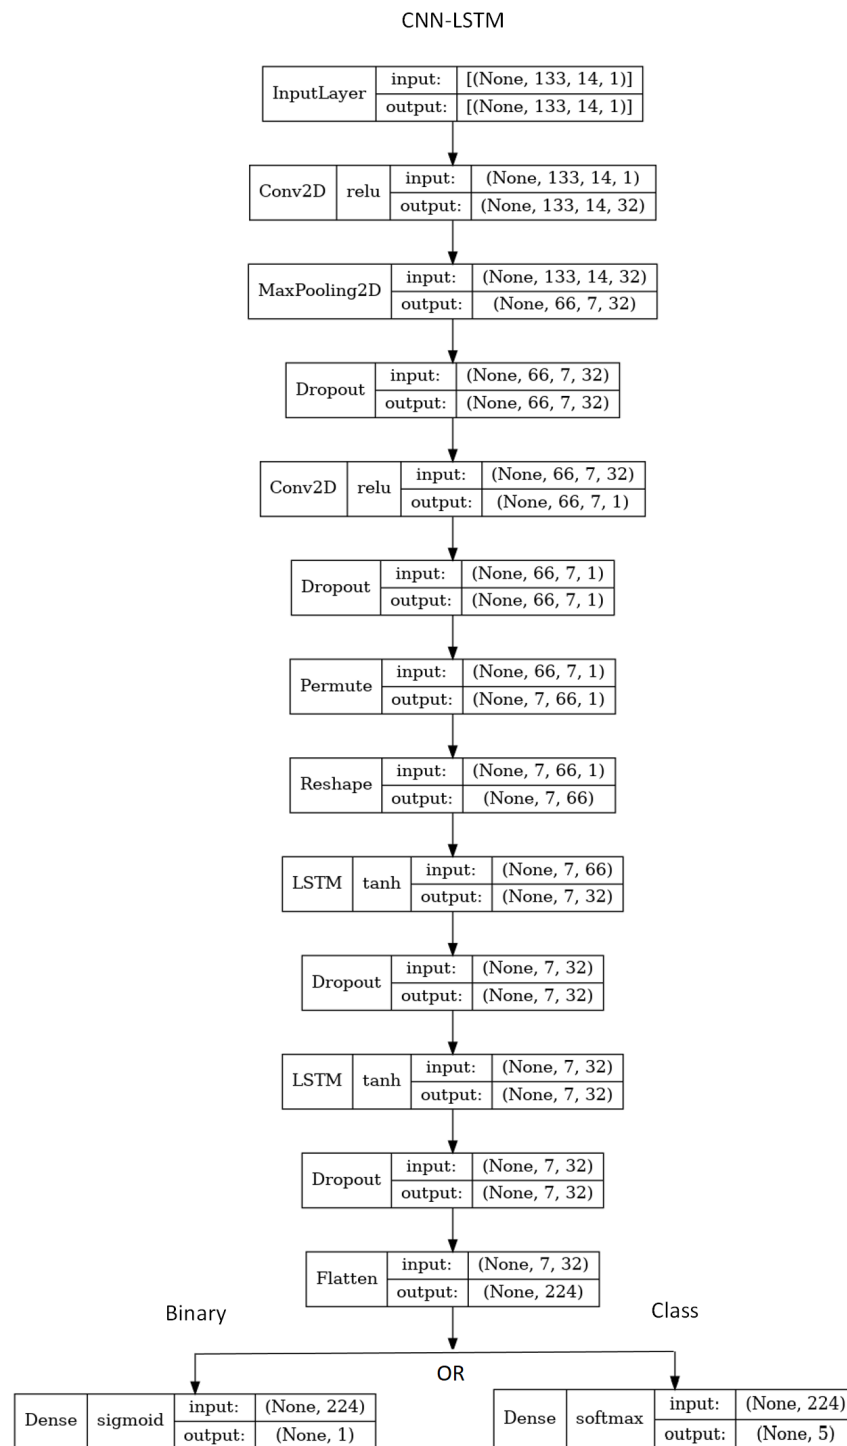 CNN-LSTM
InputLayer input: [(None, 133, 14, 1)]
output: [(None, 133, 14, 1)]
Conv2D relu input: (None, 133, 14, 1)
output: (None, 133, 14, 32)
MaxPooling2D input: (None, 133, 14, 32)
output: (None, 66, 7, 32)
Dropout input: (None, 66, 7, 32)
output: (None, 66, 7, 32)
Conv2D relu input: (None, 66, 7, 32)
output: (None, 66, 7, 1)
Dropout input: (None, 66, 7, 1)
output: (None, 66, 7, 1)
Permute input: (None, 66, 7, 1)
output: (None, 7, 66, 1)
Reshape input: (None, 7, 66, 1)
output: (None, 7, 66)
LSTM tanh input: (None, 7, 66)
output: (None, 7, 32)
Dropout input: (None, 7, 32)
output: (None, 7, 32)
LSTM tanh input: (None, 7, 32)
output: (None, 7, 32)
Dropout input: (None, 7, 32)
output: (None, 7, 32)
Flatten input: (None, 7, 32)
output: (None, 224)
Binary
Class
OR
Dense sigmoid input: (None, 224)
output: (None, 1)
Dense softmax input: (None, 224)
output: (None, 5)